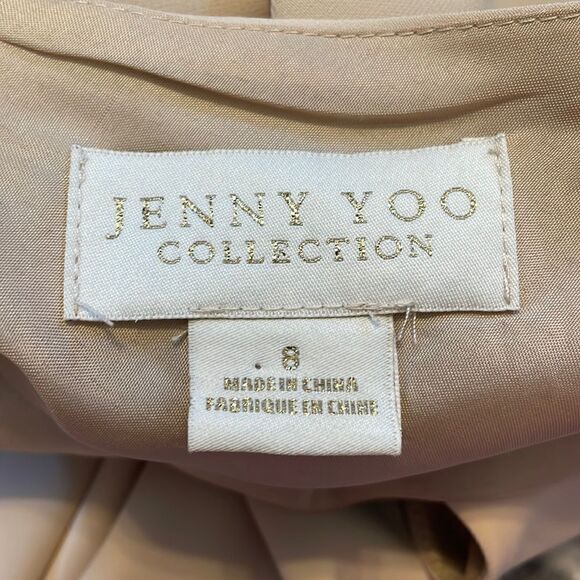 JENNY YOO
COLLECTION
8
MADE IN CHINA
FABRIQUE EN CHINE